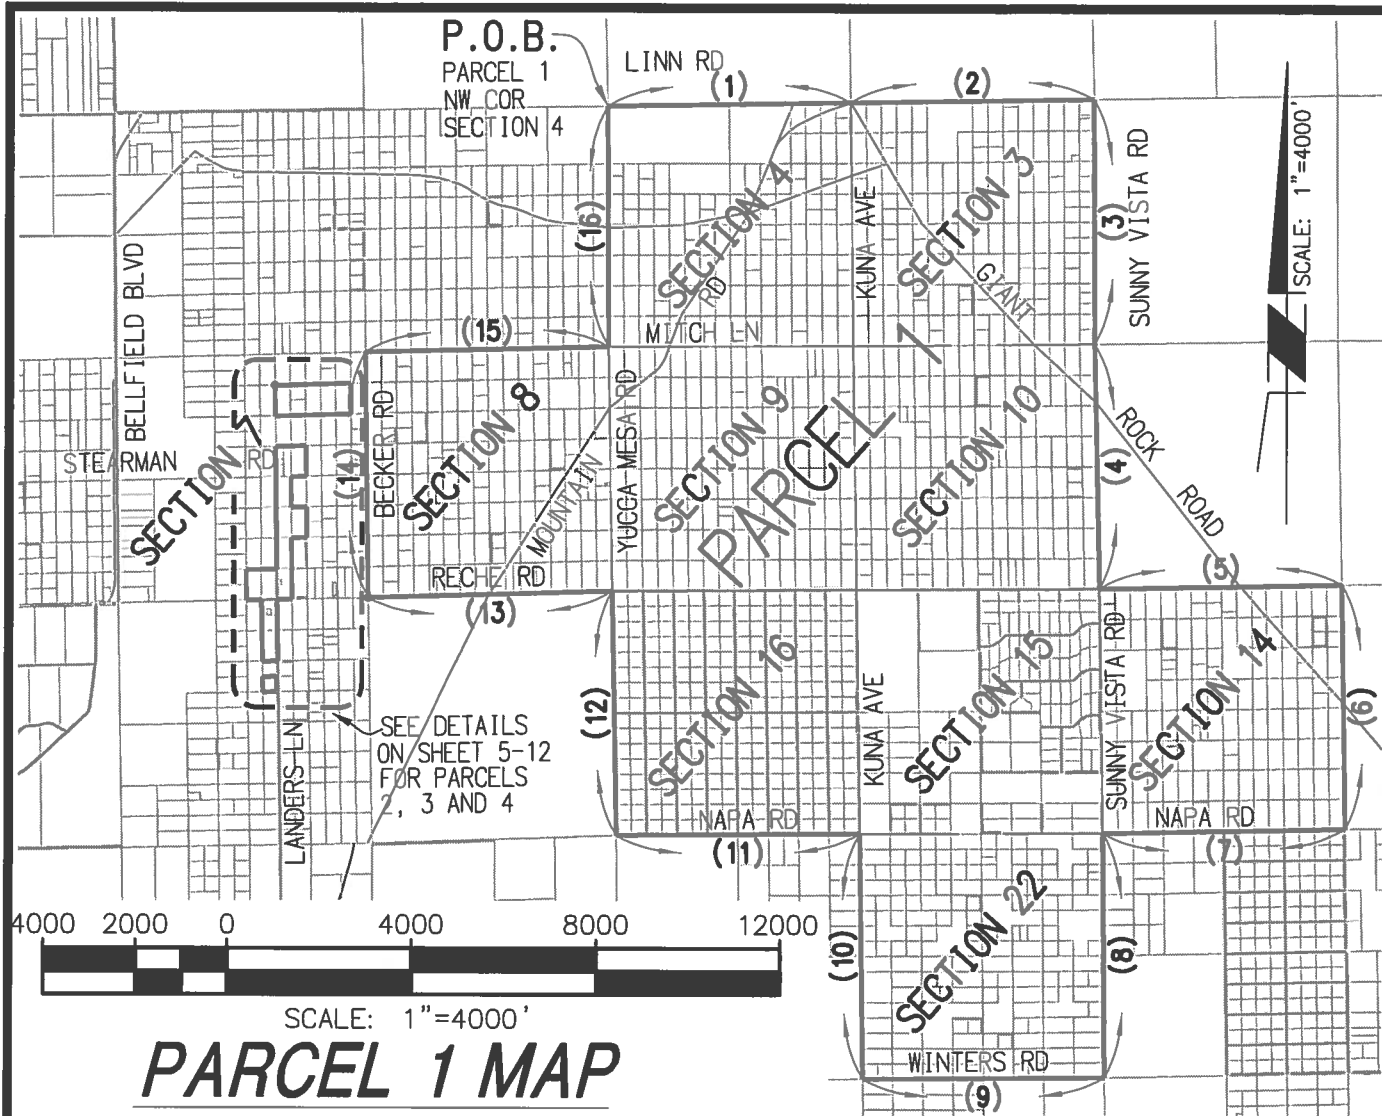 P.O.B.
PARCEL 1
NW COR
SECTION 4
LINN RD
(1)
(2)
(3)
SUNNY VISTA RD
SCALE: 1"=4000'
SECTION 4
KUNA AVE
SECTION 3
(16)
BELLFIELD BLVD
RD
GIANT
MITCH LN
(15)
PARCEL 1
BECKER RD
SECTION 8
YUCCA MESA RD
SECTION 9
SECTION 10
ROCK
ROAD
(4)
STEARMAN RD
SECTION 7
(14)
MOUNTAIN
RECHE RD
(13)
(5)
SECTION 16
SECTION 15
SUNNY VISTA RD
SECTION 14
(6)
(12)
KUNA AVE
SEE DETAILS
ON SHEET 5-12
FOR PARCELS
2, 3 AND 4
LANDERS LN
NAPA RD
NAPA RD
(11)
(7)
4000 2000 0 4000 8000 12000
SCALE: 1"=4000'
(10)
SECTION 22
(8)
WINTERS RD
(9)
PARCEL 1 MAP